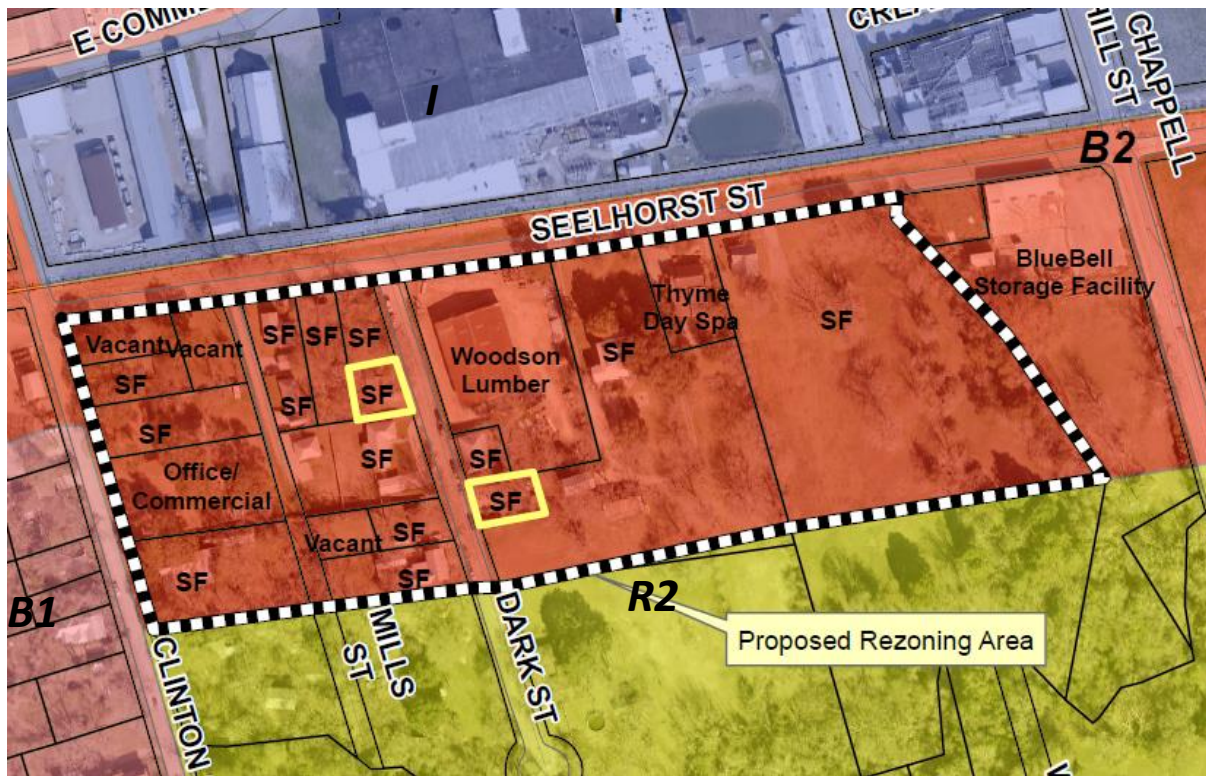 E COMME
CREA
CHAPPELL
HILL ST
I
B2
SEELHORST ST
BlueBell
Storage Facility
Thyme
Day Spa
SF
SF
Vacant
Vacant
SF
SF
SF
SF
SF
SF
SF
Woodson
Lumber
SF
SF
SF
Office/
Commercial
SF
SF
Vacant
SF
SF
B1
R2
CLINTON
MILLS
ST
DARK ST
Proposed Rezoning Area